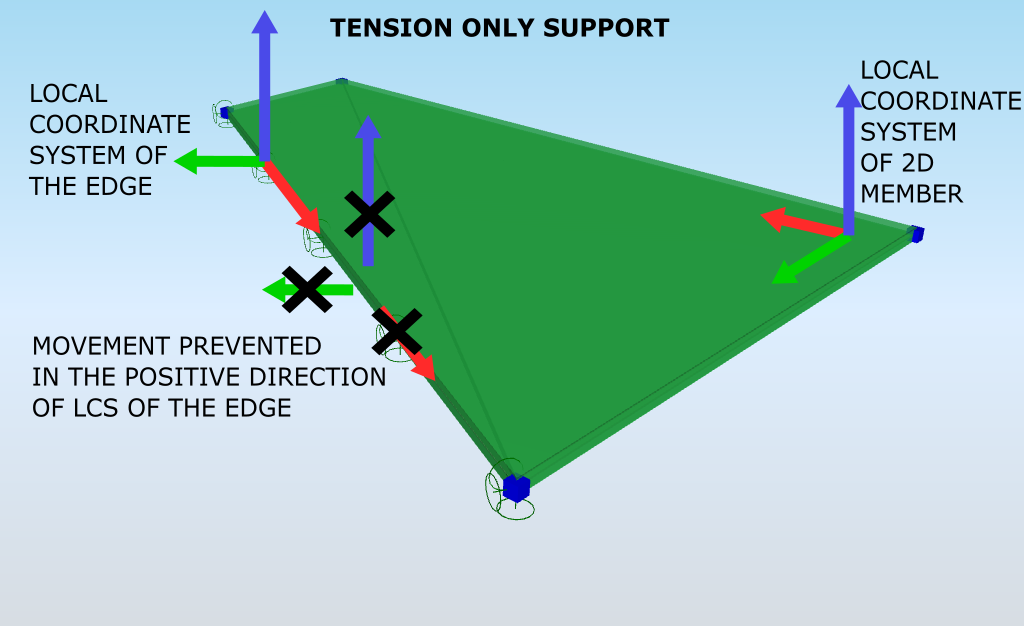 TENSION ONLY SUPPORT
LOCAL
COORDINATE
SYSTEM OF
THE EDGE
LOCAL
COORDINATE
SYSTEM
OF 2D
MEMBER
MOVEMENT PREVENTED
IN THE POSITIVE DIRECTION
OF LCS OF THE EDGE